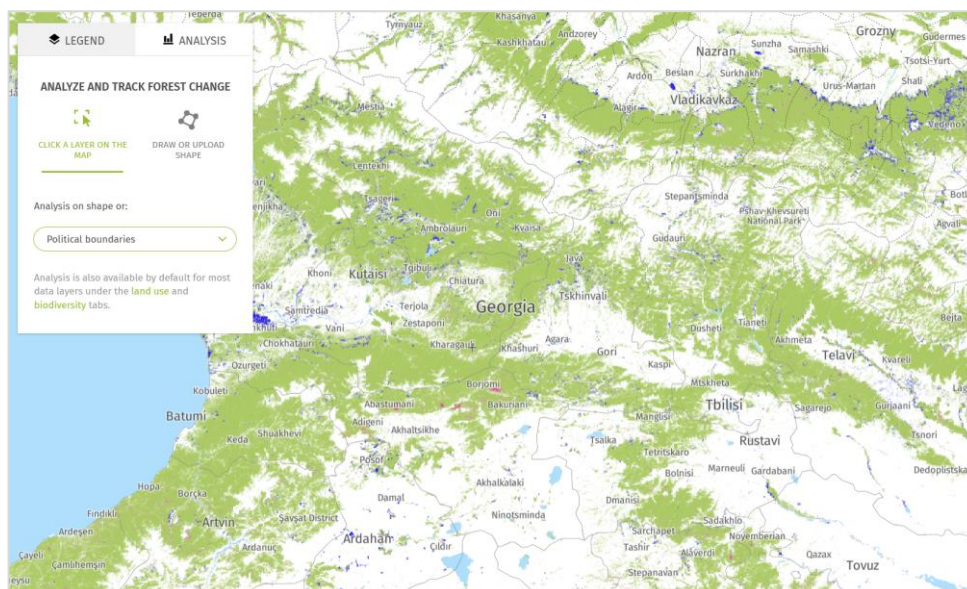 LEGEND
ANALYSIS
ANALYZE AND TRACK FOREST CHANGE
CLICK A LAYER ON THE
MAP
DRAW OR UPLOAD
SHAPE
Analysis on shape or:
Political boundaries
Analysis is also available by default for most
data layers under the land use and
biodiversity tabs.
Teberda
Tyrnyauz
Khasanya
Kashkhatau
Andzorey
Grozny
Nazran
Sunzha
Samashki
Gudermes
Tsotsi-Yurt
Ardon
Beslan
Surkhakhi
Urus-Martan
Shali
Alagir
Vladikavkaz
Vedeno
Mestia
Lentekhi
Stepantsminda
Tsageri
Oni
Pshav-Khevsureti
National Park
Agvali
Ambrolauri
Kvaisa
Gudauri
Khoni
Kutaisi
Tqibuli
Java
Chiatura
Georgia
Tskhinvali
Samtredia
Terjola
Vani
Zestaponi
Dusheti
Tianeti
Bejta
Chokhatauri
Kharagauli
Khashuri
Agara
Gori
Akhmeta
Telavi
Kvareli
Ozurgeti
Kaspi
Kobuleti
Borjomi
Mtskheta
Batumi
Abastumani
Bakuriani
Tbilisi
Sagarejo
Gurjaani
Adigeni
Manglisi
Keda
Shuakhevi
Akhaltsikhe
Tsalka
Rustavi
Tsnori
Posof
Tetritskaro
Marneuli
Gardabani
Dedoplistska
Bolnisi
Hopa
Borçka
Damal
Akhalkalaki
Dmanisi
Fındıklı
Ninotsminda
Artvin
Şavşat District
Sadakhlo
Ardeşen
Ardahan
Sarchapet
Noyemberian
Çayeli
Ardanuç
Çıldır
Tashir
Alaverdi
Qazax
Çamlıhemşin
Stepanavan
Tovuz